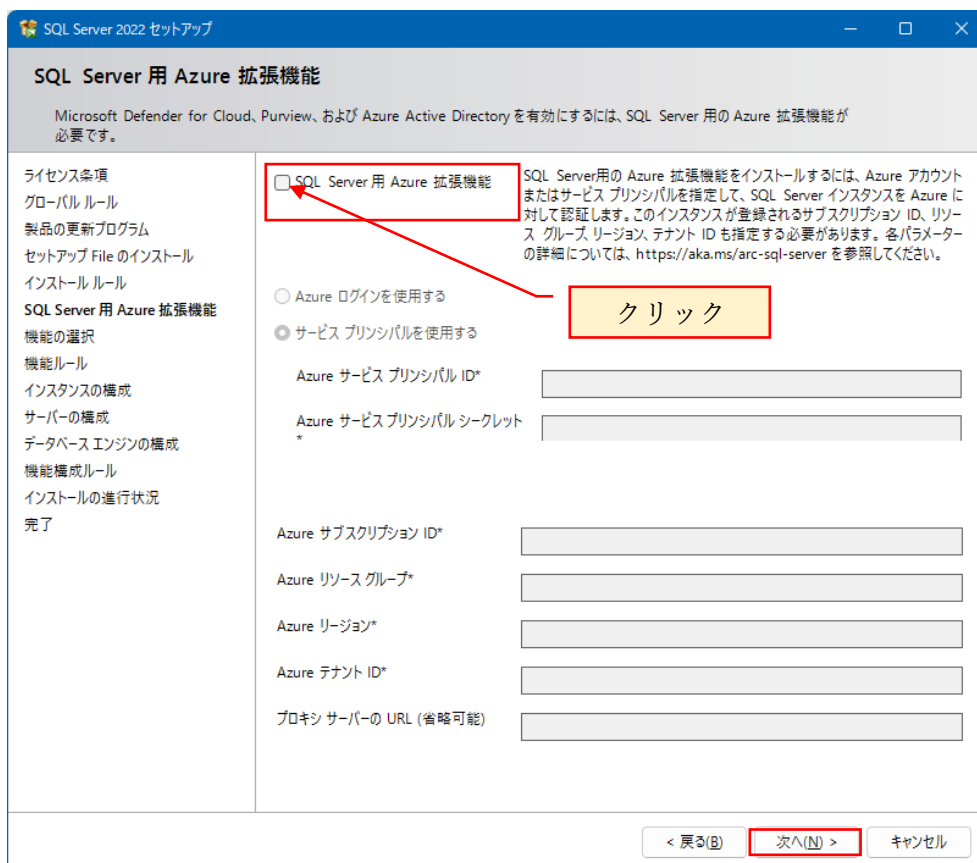 SQL Server 2022 セットアップ
SQL Server 用 Azure 拡張機能
Microsoft Defender for Cloud、Purview、および Azure Active Directory を有効にするには、SQL Server 用の Azure 拡張機能が
必要です。
ライセンス条項
グローバル ルール
製品の更新プログラム
セットアップ File のインストール
インストール ルール
SQL Server 用 Azure 拡張機能
機能の選択
機能ルール
インスタンスの構成
サーバーの構成
データベース エンジンの構成
機能構成ルール
インストールの進行状況
完了
SQL Server 用 Azure 拡張機能
SQL Server用の Azure 拡張機能をインストールするには、Azure アカウント
またはサービス プリンシパルを指定して、SQL Server インスタンスを Azure に
対して認証します。このインスタンスが登録されるサブスクリプション ID、リソー
ス グループ、リージョン、テナント ID も指定する必要があります。各パラメーター
の詳細については、https://aka.ms/arc-sql-server を参照してください。
Azure ログインを使用する
クリック
サービス プリンシパルを使用する
Azure サービス プリンシパル ID*
Azure サービス プリンシパル シークレット
*
Azure サブスクリプション ID*
Azure リソース グループ*
Azure リージョン*
Azure テナント ID*
プロキシ サーバーの URL (省略可能)
< 戻る(B)
次へ(N) >
キャンセル